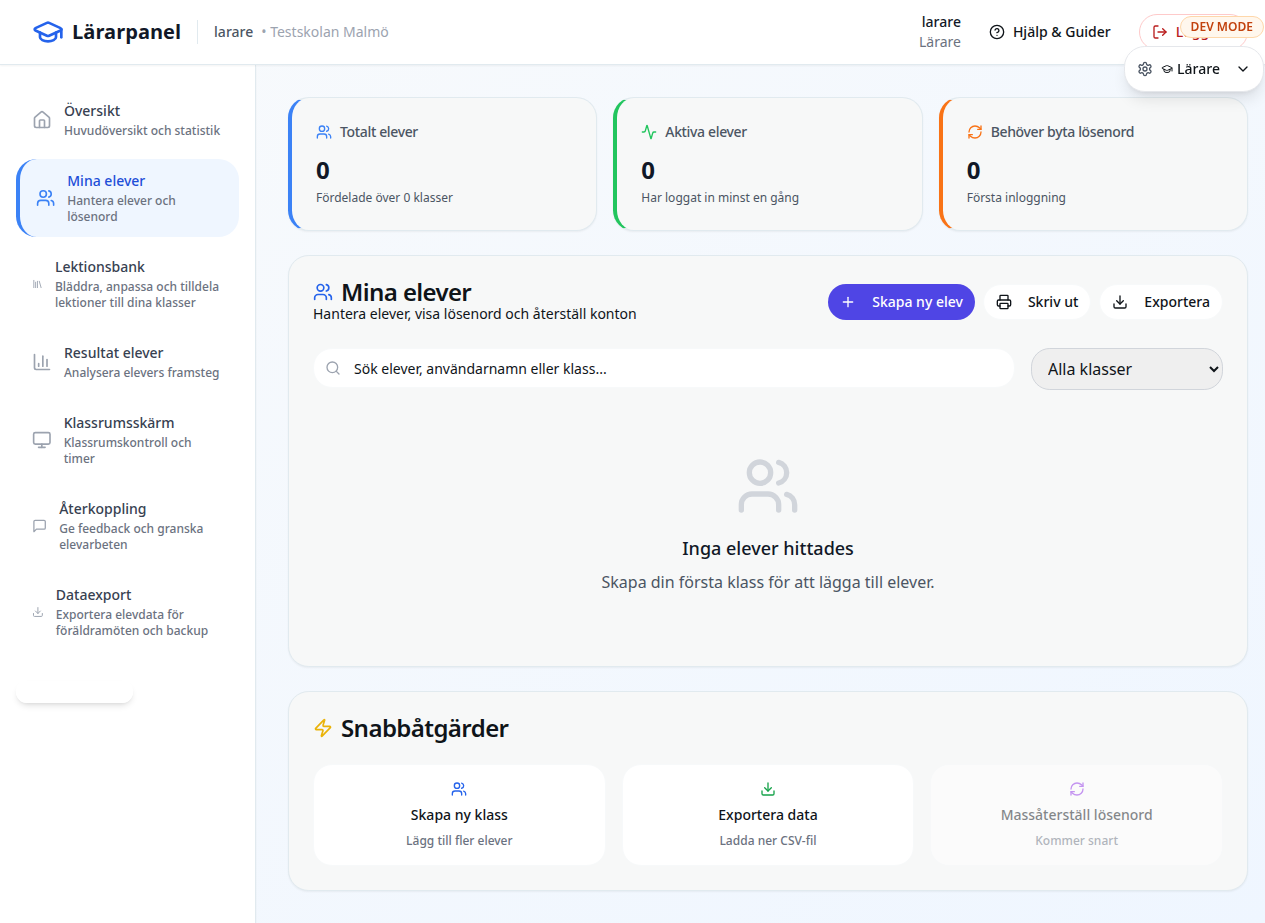 Lärarpanel
larare • Testskolan Malmö
larare
Lärare
Hjälp & Guider
DEV MODE
Lärare
Översikt
Huvudöversikt och statistik
Mina elever
Hantera elever och
lösenord
Lektionsbank
Bläddra, anpassa och tilldela
lektioner till dina klasser
Resultat elever
Analysera elevers framsteg
Klassrumsskärm
Klassrumskontroll och
timer
Återkoppling
Ge feedback och granska
elevarbeten
Dataexport
Exportera elevdata för
föräldramöten och backup
Totalt elever
0
Fördelade över 0 klasser
Aktiva elever
0
Har loggat in minst en gång
Behöver byta lösenord
0
Första inloggning
Mina elever
Hantera elever, visa lösenord och återställ konton
Skapa ny elev
Skriv ut
Exportera
Sök elever, användarnamn eller klass...
Alla klasser
Inga elever hittades
Skapa din första klass för att lägga till elever.
Snabbåtgärder
Skapa ny klass
Lägg till fler elever
Exportera data
Ladda ner CSV-fil
Massåterställ lösenord
Kommer snart